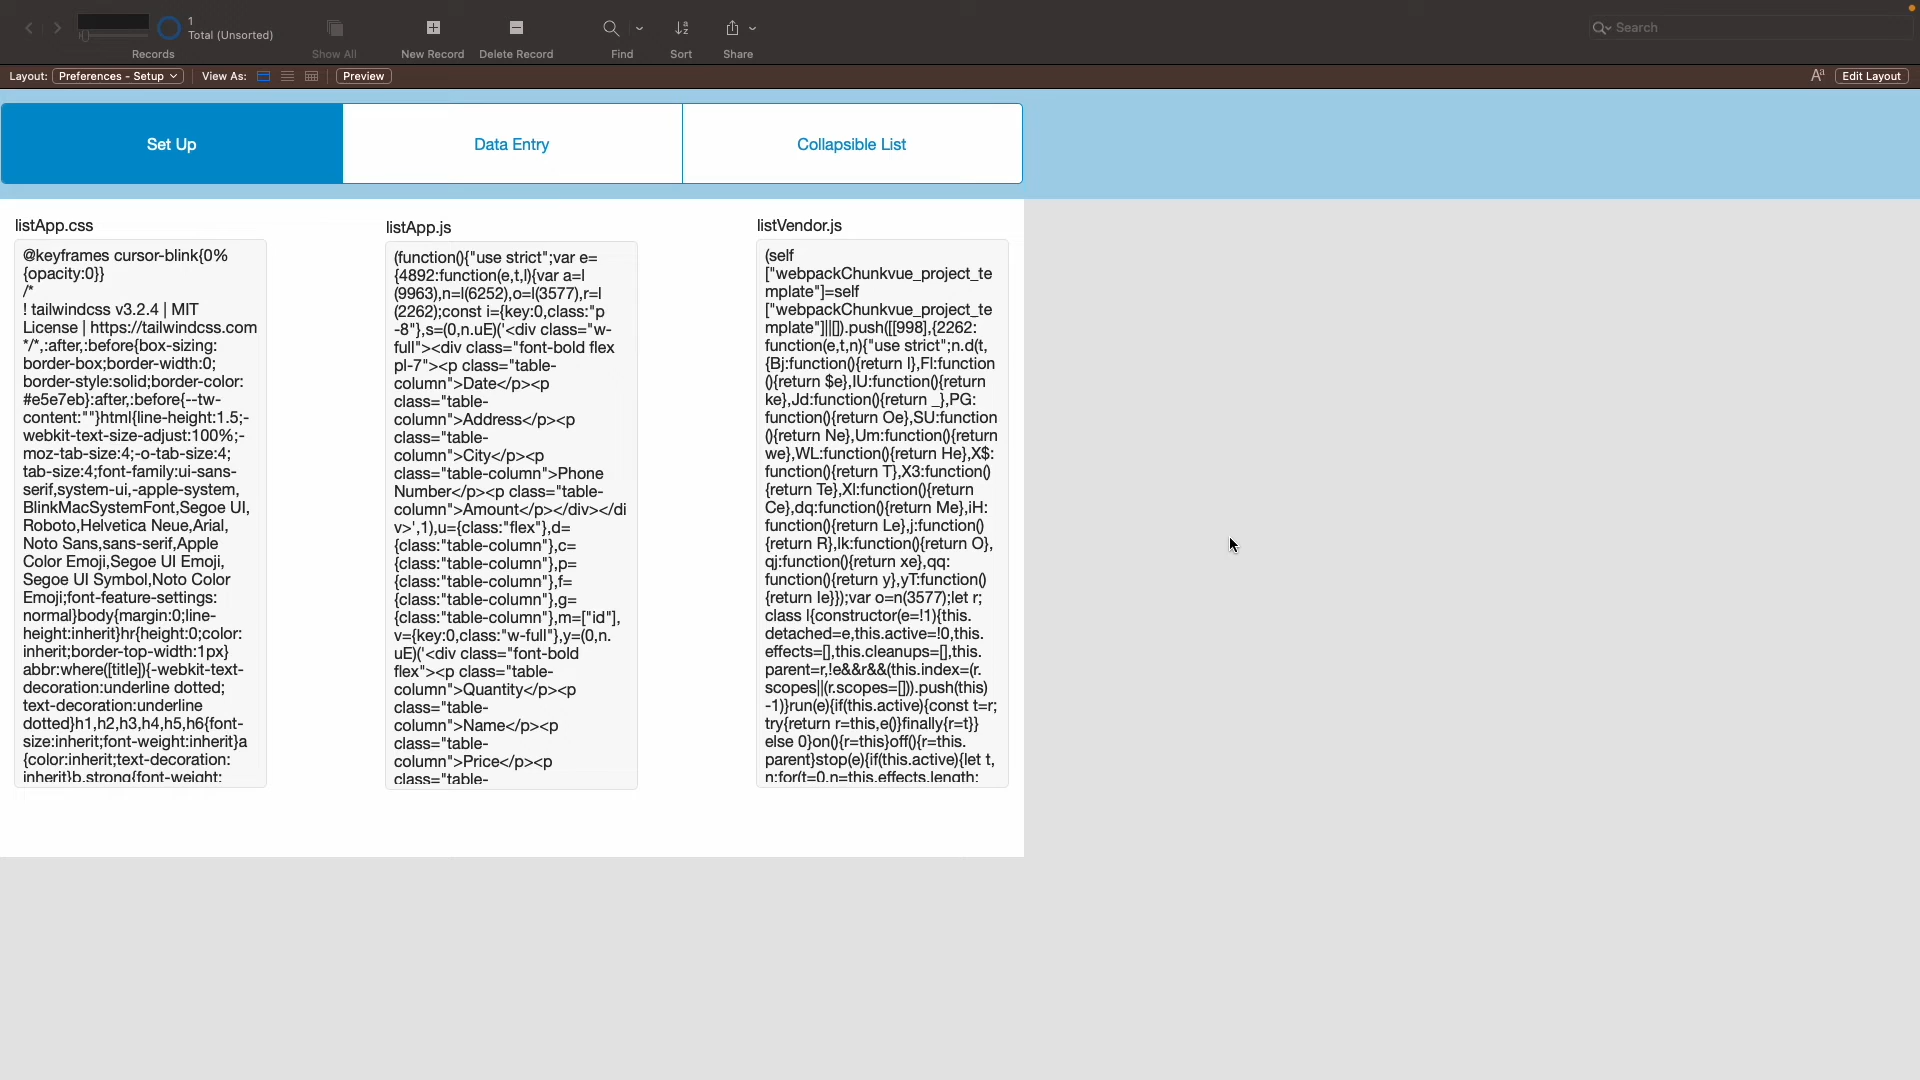 1
Total (Unsorted)
Records
Show All
New Record
Delete Record
Find
Sort
Share
Search
Layout: Preferences - Setup View As: Preview
Aa Edit Layout
Set Up
Data Entry
Collapsible List
listApp.css
@keyframes cursor-blink{0%
{opacity:0}}
/*
! tailwindcss v3.2.4 | MIT
License | https://tailwindcss.com
*/*,:after,:before{box-sizing:
border-box;border-width:0;
border-style:solid;border-color:
#e5e7eb}:after,:before{--tw-
content:""}html{line-height:1.5;-
webkit-text-size-adjust:100%;-
moz-tab-size:4;-o-tab-size:4;
tab-size:4;font-family:ui-sans-
serif,system-ui,-apple-system,
BlinkMacSystemFont,Segoe UI,
Roboto,Helvetica Neue,Arial,
Noto Sans,sans-serif,Apple
Color Emoji,Segoe UI Emoji,
Segoe UI Symbol,Noto Color
Emoji;font-feature-settings:
normal}body{margin:0;line-
height:inherit}hr{height:0;color:
inherit;border-top-width:1px}
abbr:where([title]){-webkit-text-
decoration:underline dotted;
text-decoration:underline
dotted}h1,h2,h3,h4,h5,h6{font-
size:inherit;font-weight:inherit}a
{color:inherit;text-decoration:
inherit}b,strong{font-weight:
listApp.js
(function(){"use strict";var e=
{4892:function(e,t,l){var a=l
(9963),n=l(6252),o=l(3577),r=l
(2262);const i={key:0,class:"p
-8"},s=(0,n.uE)('<div class="w-
full"><div class="font-bold flex
pl-7"><p class="table-
column">Date</p><p
class="table-
column">Address</p><p
class="table-
column">City</p><p
class="table-column">Phone
Number</p><p class="table-
column">Amount</p></div></di
v>',1),u={class:"flex"},d=
{class:"table-column"},c=
{class:"table-column"},p=
{class:"table-column"},f=
{class:"table-column"},g=
{class:"table-column"},m=["id"],
v={key:0,class:"w-full"},y=(0,n.
uE)('<div class="font-bold
flex"><p class="table-
column">Quantity</p><p
class="table-
column">Name</p><p
class="table-
column">Price</p><p
class="table-
listVendor.js
(self
["webpackChunkvue_project_te
mplate"]=self
["webpackChunkvue_project_te
mplate"]||[]).push([[998],{2262:
function(e,t,n){"use strict";n.d(t,
{Bj:function(){return l},Fl:function
(){return $e},IU:function(){return
ke},Jd:function(){return _},PG:
function(){return Oe},SU:function
(){return Ne},Um:function(){return
we},WL:function(){return He},X$:
function(){return T},X3:function()
{return Te},Xl:function(){return
Ce},dq:function(){return Me},iH:
function(){return Le},j:function()
{return R},lk:function(){return O},
qj:function(){return xe},qq:
function(){return y},yT:function()
{return Ie}});var o=n(3577);let r;
class l{constructor(e=!1){this.
detached=e,this.active=!0,this.
effects=[],this.cleanups=[],this.
parent=r,!e&&r&&(this.index=(r.
scopes||(r.scopes=[])).push(this)
-1)}run(e){if(this.active){const t=r;
try{return r=this,e()}finally{r=t}}
else 0}on(){r=this}off(){r=this.
parent}stop(e){if(this.active){let t,
n;for(t=0,n=this.effects.length;